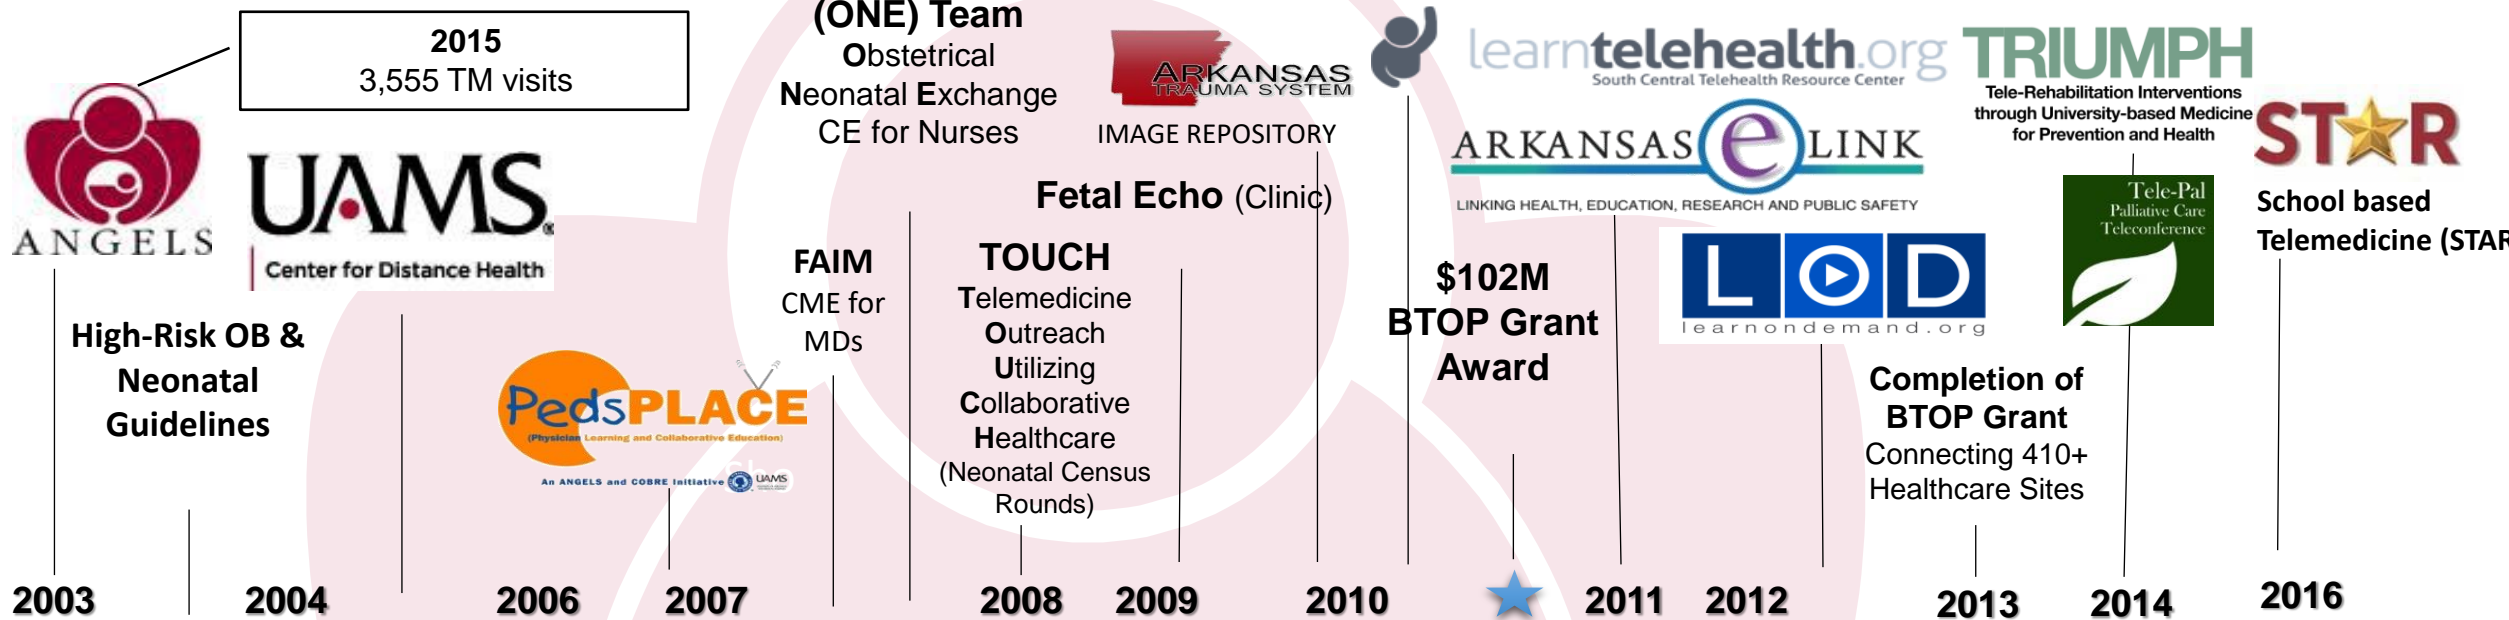 2015
3,555 TM visits
ANGELS
UAMS
Center for Distance Health
High-Risk OB &
Neonatal
Guidelines
PedsPLACE
(Physician Learning and Collaborative Education)
An ANGELS and COBRE Initiative
UAMS
FAIM
CME for
MDs
(ONE) Team
Obstetrical
Neonatal Exchange
CE for Nurses
ARKANSAS
TRAUMA SYSTEM
IMAGE REPOSITORY
Fetal Echo (Clinic)
TOUCH
Telemedicine
Outreach
Utilizing
Collaborative
Healthcare
(Neonatal Census
Rounds)
learntelehealth.org
South Central Telehealth Resource Center
ARKANSAS e LINK
LINKING HEALTH, EDUCATION, RESEARCH AND PUBLIC SAFETY
$102M
BTOP Grant
Award
LOD
learnondemand.org
Completion of
BTOP Grant
Connecting 410+
Healthcare Sites
TRIUMPH
Tele-Rehabilitation Interventions
through University-based Medicine
for Prevention and Health
Tele-Pal
Palliative Care
Teleconference
STAR
School based
Telemedicine (STAR
2003
2004
2006
2007
2008
2009
2010
2011
2012
2013
2014
2016